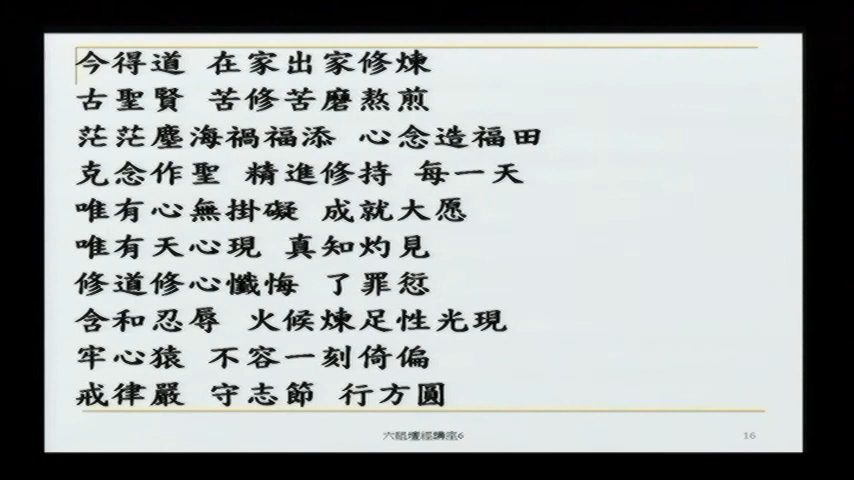 今得道 在家出家修煉
古聖賢 苦修苦磨熬煎
茫茫塵海禍福添 心念造福田
克念作聖 精進修持 每一天
唯有心無掛礙 成就大愿
唯有天心現 真知灼見
修道修心懺悔 了罪愆
含和忍辱 火候煉足性光現
牢心猿 不容一刻倚偏
戒律嚴 守志節 行方圓
六祖壇經講座6
16